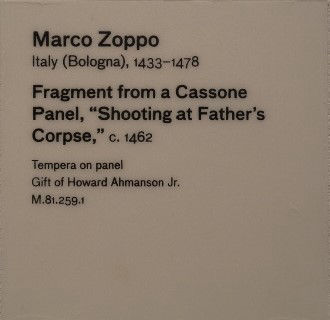 Marco Zoppo
Italy (Bologna), 1433–1478
Fragment from a Cassone
Panel, “Shooting at Father’s
Corpse,” c. 1462
Tempera on panel
Gift of Howard Ahmanson Jr.
M.81.259.1